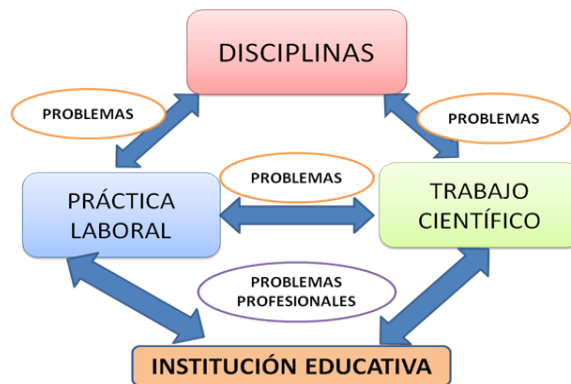 DISCIPLINAS
PROBLEMAS
PROBLEMAS
PROBLEMAS
PRÁCTICA
LABORAL
TRABAJO
CIENTÍFICO
PROBLEMAS
PROFESIONALES
INSTITUCIÓN EDUCATIVA